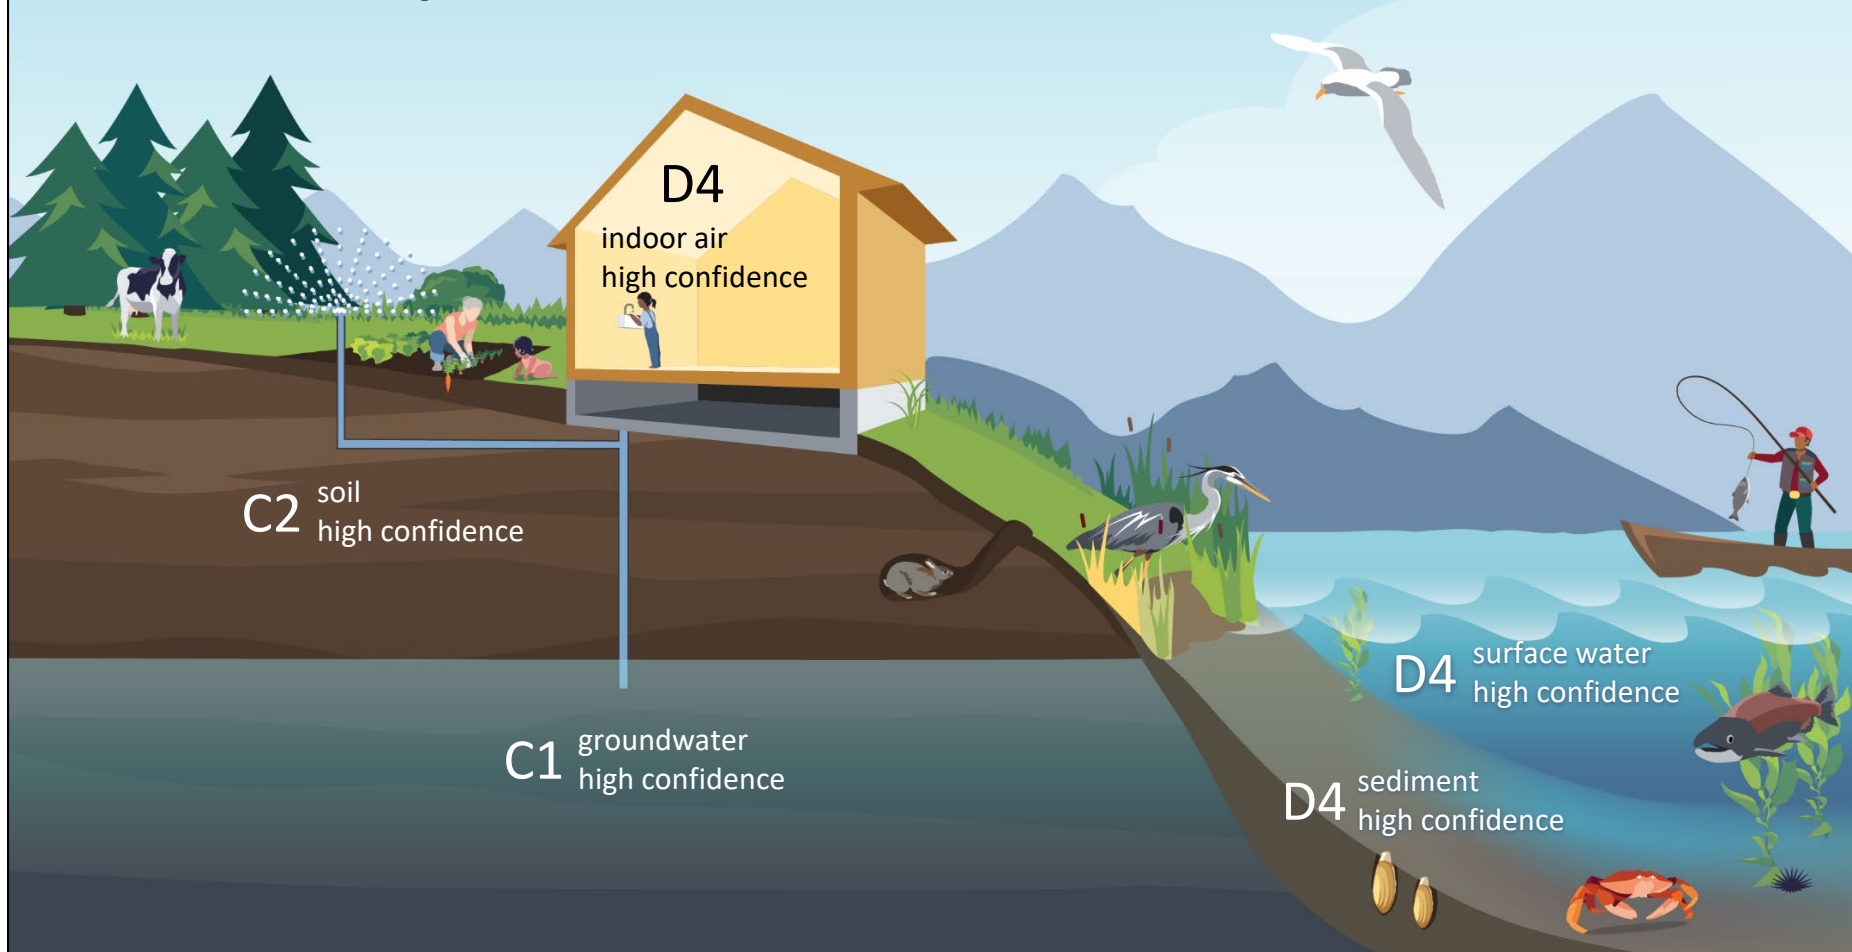 D4
indoor air
high confidence
C2
soil
high confidence
D4
surface water
high confidence
C1
groundwater
high confidence
D4
sediment
high confidence